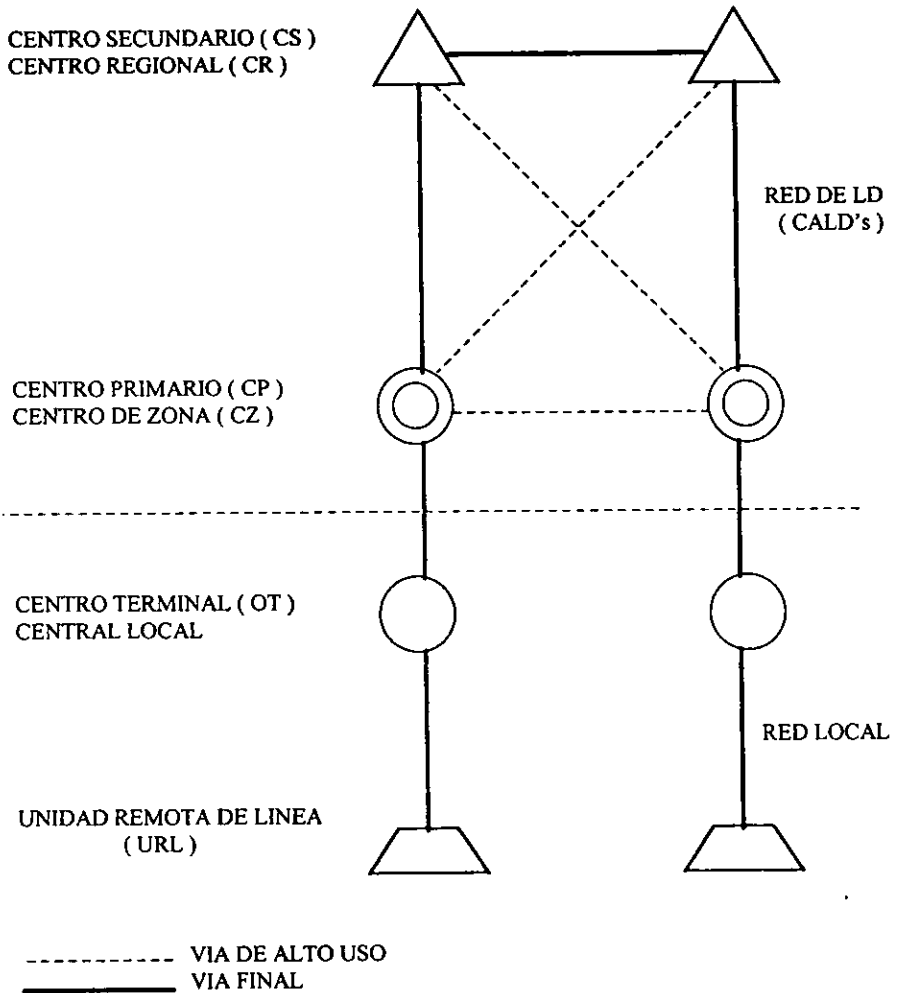 CENTRO SECUNDARIO ( CS )
CENTRO REGIONAL ( CR )
RED DE LD
( CALD's )
CENTRO PRIMARIO ( CP )
CENTRO DE ZONA ( CZ )
CENTRO TERMINAL ( OT )
CENTRAL LOCAL
RED LOCAL
UNIDAD REMOTA DE LINEA
( URL )
VIA DE ALTO USO
VIA FINAL